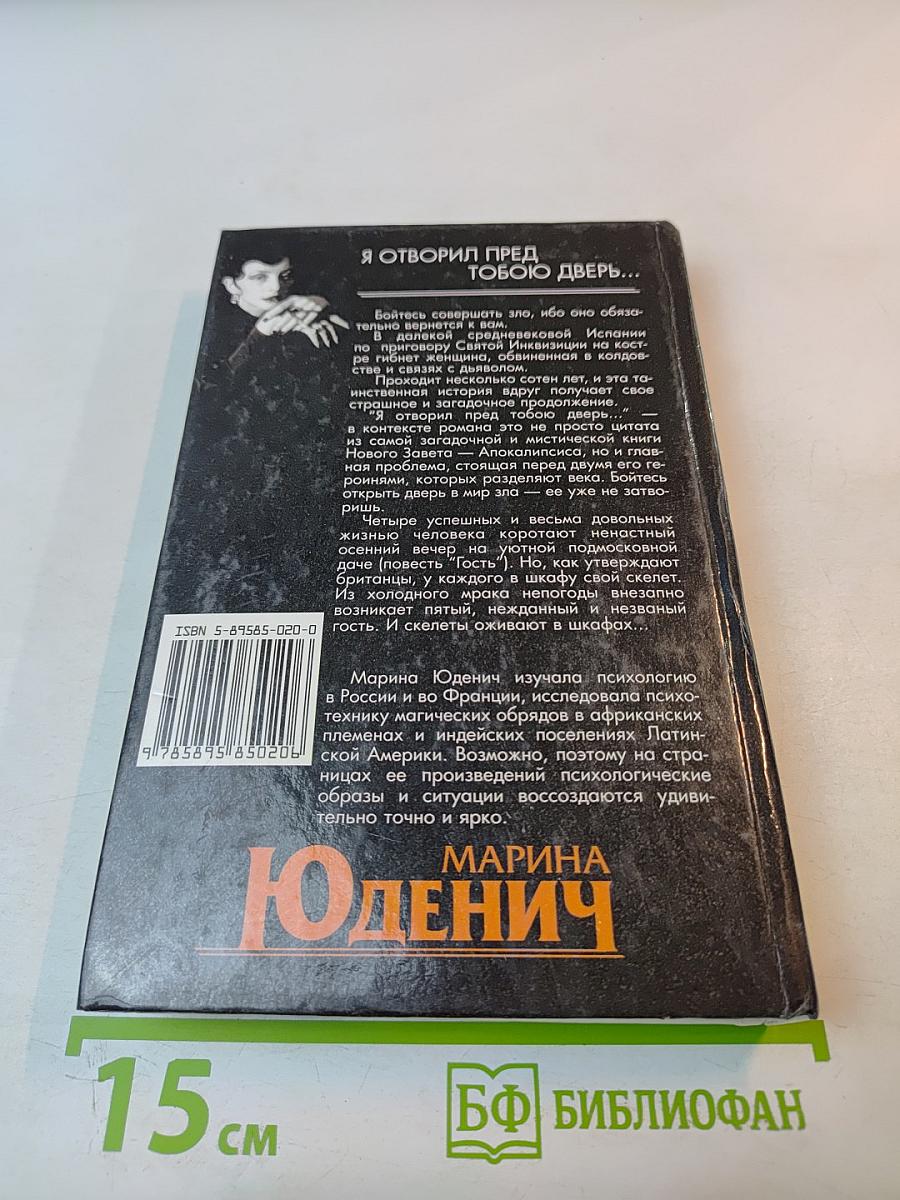 Я ОТВОРИЛ ПРЕД
ТОБОЮ ДВЕРЬ...
Бойтесь совершать зло, ибо оно обяза-
тельно вернется к вам.
В далекой средневековой Испании
по приговору Святой Инквизиции на кост-
ре гибнет женщина, обвиненная в колдов-
стве и связях с дьяволом.
Проходит несколько сотен лет, и эта та-
инственная история вдруг получает свое
страшное и загадочное продолжение.
"Я отворил пред тобою дверь..." —
в контексте романа это не просто цитата
из самой загадочной и мистической книги
Нового Завета — Апокалипсиса, но и глав-
ная проблема, стоящая перед двумя его ге-
роинями, которых разделяют века. Бойтесь
открыть дверь в мир зла — ее уже не затво-
ришь.
Четыре успешных и весьма довольных
жизнью человека коротают ненастный
осенний вечер на уютной подмосковной
даче (повесть "Гость"). Но, как утверждают
британцы, у каждого в шкафу свой скелет.
Из холодного мрака непогоды внезапно
возникает пятый, нежданный и незваный
гость. И скелеты оживают в шкафах...
ISBN 5-89585-020-0
9 785895 850206
Марина Юденич изучала психологию
в России и во Франции, исследовала психо-
технику магических обрядов в африканских
племенах и индейских поселениях Латин-
ской Америки. Возможно, поэтому на стра-
ницах ее произведений психологические
образы и ситуации воссоздаются удиви-
тельно точно и ярко.
МАРИНА
ЮДЕНИЧ
15 см
БФ БИБЛИОФАН